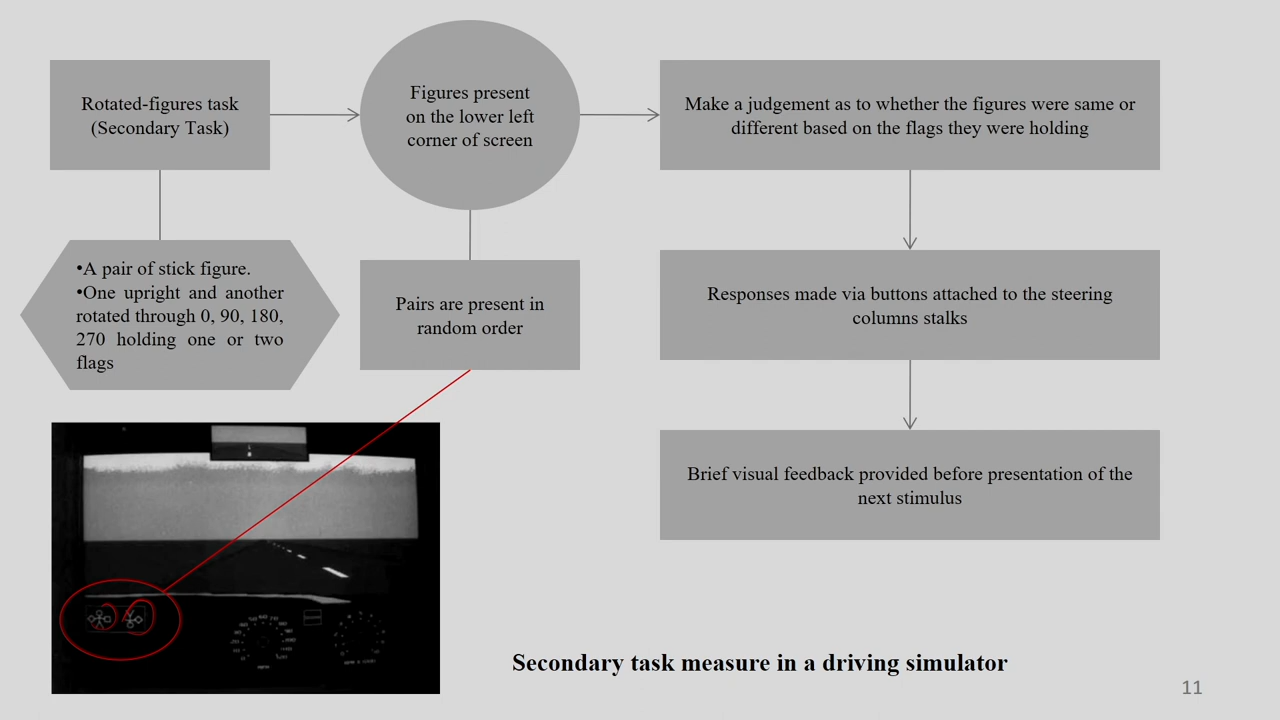 Rotated-figures task
(Secondary Task)
Figures present
on the lower left
corner of screen
Make a judgement as to whether the figures were same or
different based on the flags they were holding
•A pair of stick figure.
•One upright and another
rotated through 0, 90, 180,
270 holding one or two
flags
Pairs are present in
random order
Responses made via buttons attached to the steering
columns stalks
Brief visual feedback provided before presentation of the
next stimulus
Secondary task measure in a driving simulator
11